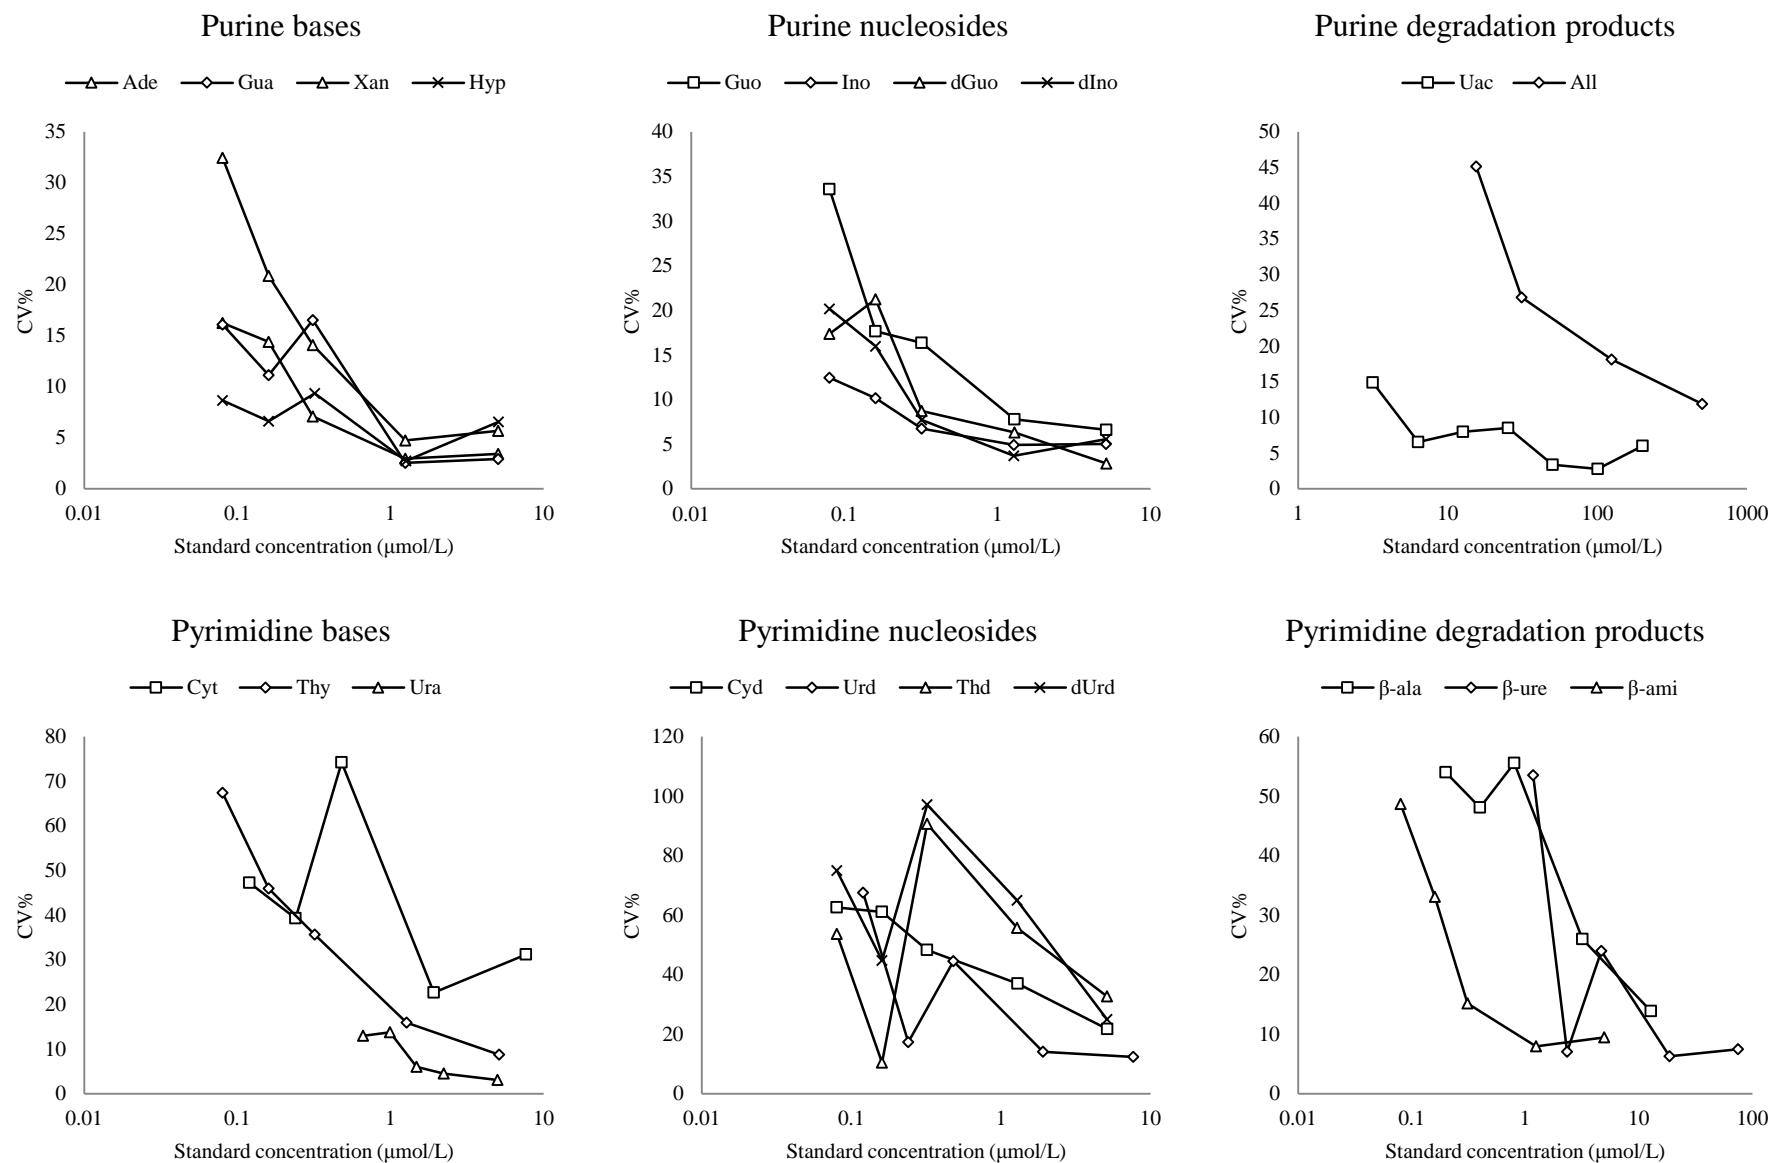 Purine bases
Ade Gua Xan Hyp
35
30
25
20
15
10
5
0
CV%
0.01 0.1 1 10
Standard concentration (μmol/L)
Purine nucleosides
Guo Ino dGuo dIno
40
35
30
25
20
15
10
5
0
CV%
0.01 0.1 1 10
Standard concentration (μmol/L)
Purine degradation products
Uac All
50
45
40
35
30
25
20
15
10
5
0
CV%
1 10 100 1000
Standard concentration (μmol/L)
Pyrimidine bases
Cyt Thy Ura
80
70
60
50
40
30
20
10
0
CV%
0.01 0.1 1 10
Standard concentration (μmol/L)
Pyrimidine nucleosides
Cyd Urd Thd dUrd
120
100
80
60
40
20
0
CV%
0.01 0.1 1 10
Standard concentration (μmol/L)
Pyrimidine degradation products
β-ala β-ure β-ami
60
50
40
30
20
10
0
CV%
0.01 0.1 1 10 100
Standard concentration (μmol/L)